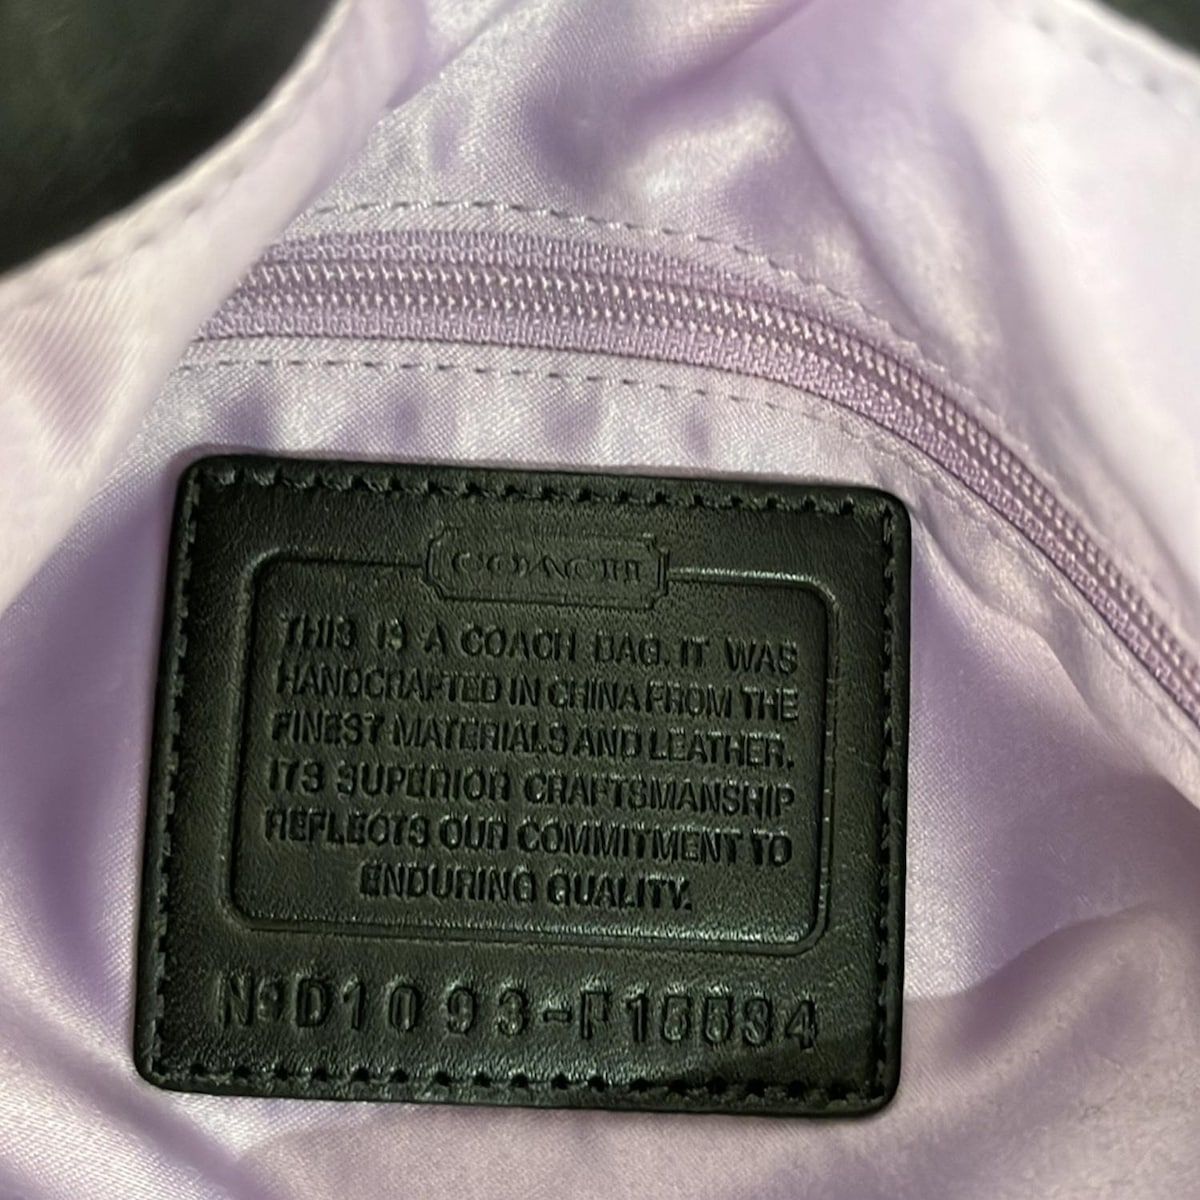 COACH
THIS IS A COACH BAG. IT WAS
HANDCRAFTED IN CHINA FROM THE
FINEST MATERIALS AND LEATHER.
ITS SUPERIOR CRAFTSMANSHIP
REFLECTS OUR COMMITMENT TO
ENDURING QUALITY.
No D1093-F15534